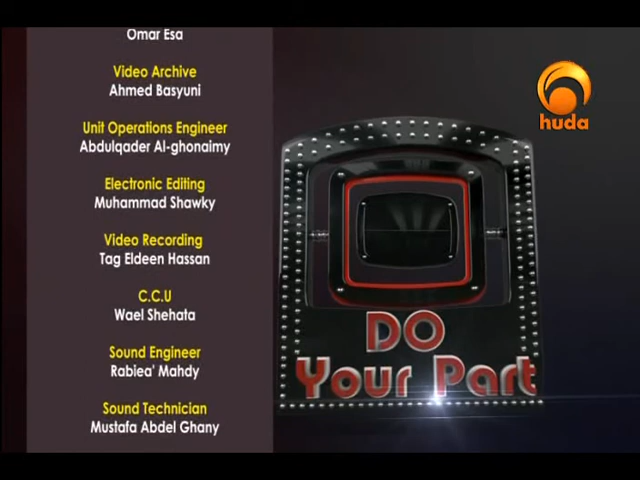 Omar Esa
Video Archive
Ahmed Basyuni
Unit Operations Engineer
Abdulqader Al-ghonaimy
Electronic Editing
Muhammad Shawky
Video Recording
Tag Eldeen Hassan
C.C.U
Wael Shehata
Sound Engineer
Rabiea' Mahdy
Sound Technician
Mustafa Abdel Ghany
huda
DO
Your Part